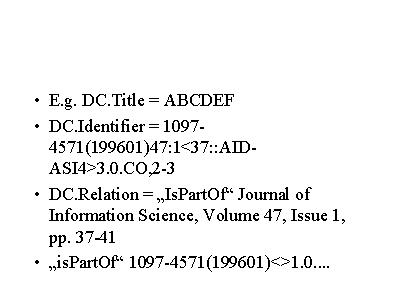 • E.g. DC.Title = ABCDEF
• DC.Identifier = 1097-
4571(199601)47:1<37::AID-
ASI4>3.0.CO,2-3
• DC.Relation = „IsPartOf“ Journal of
Information Science, Volume 47, Issue 1,
pp. 37-41
• „isPartOf“ 1097-4571(199601)<>1.0....